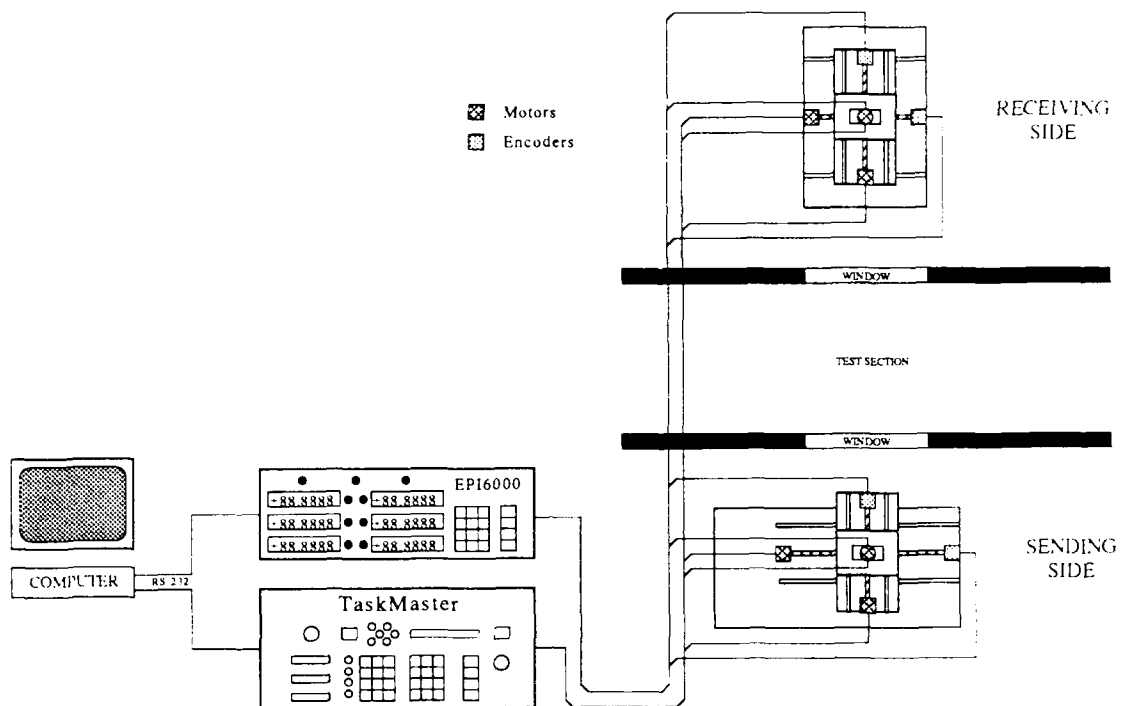 Motors
Encoders
RECEIVING
SIDE
WINDOW
TEST SECTION
WINDOW
EPI6000
+88.8888 +88.8888
+88.8888 +88.8888
+88.8888 +88.8888
COMPUTER
RS 232
TaskMaster
SENDING
SIDE